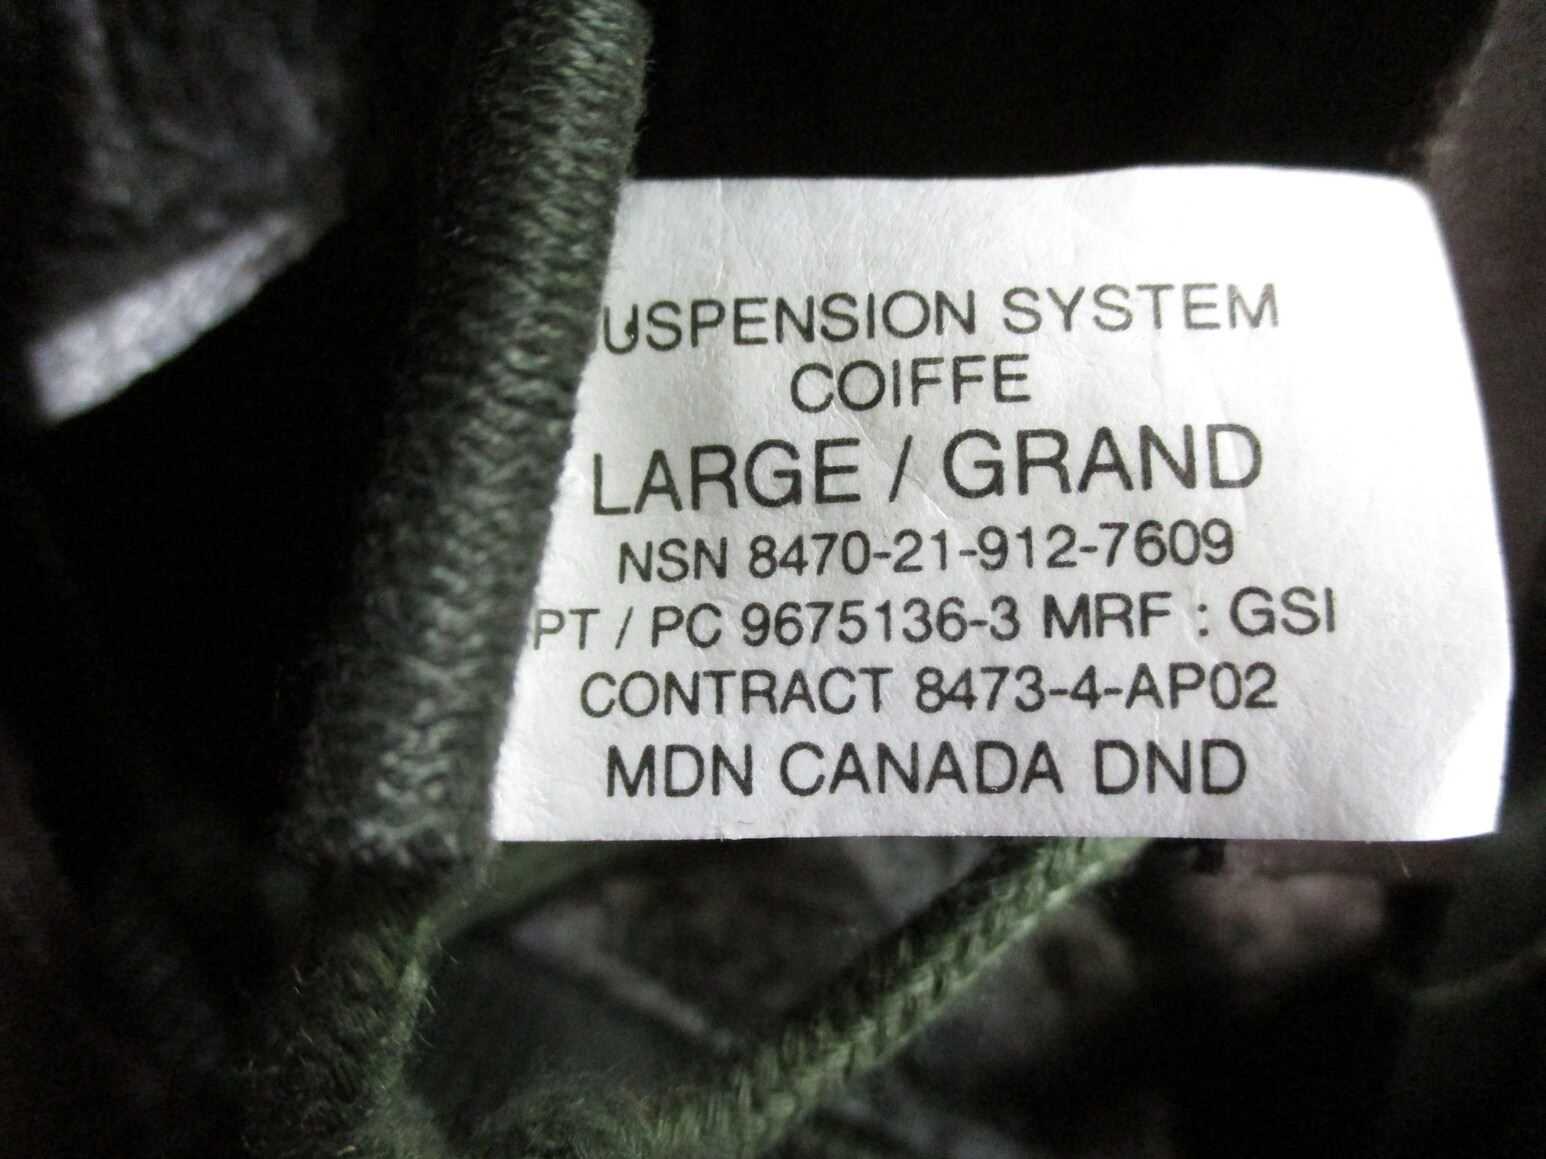 USPENSION SYSTEM
COIFFE
LARGE / GRAND
NSN 8470-21-912-7609
PT / PC 9675136-3 MRF : GSI
CONTRACT 8473-4-AP02
MDN CANADA DND